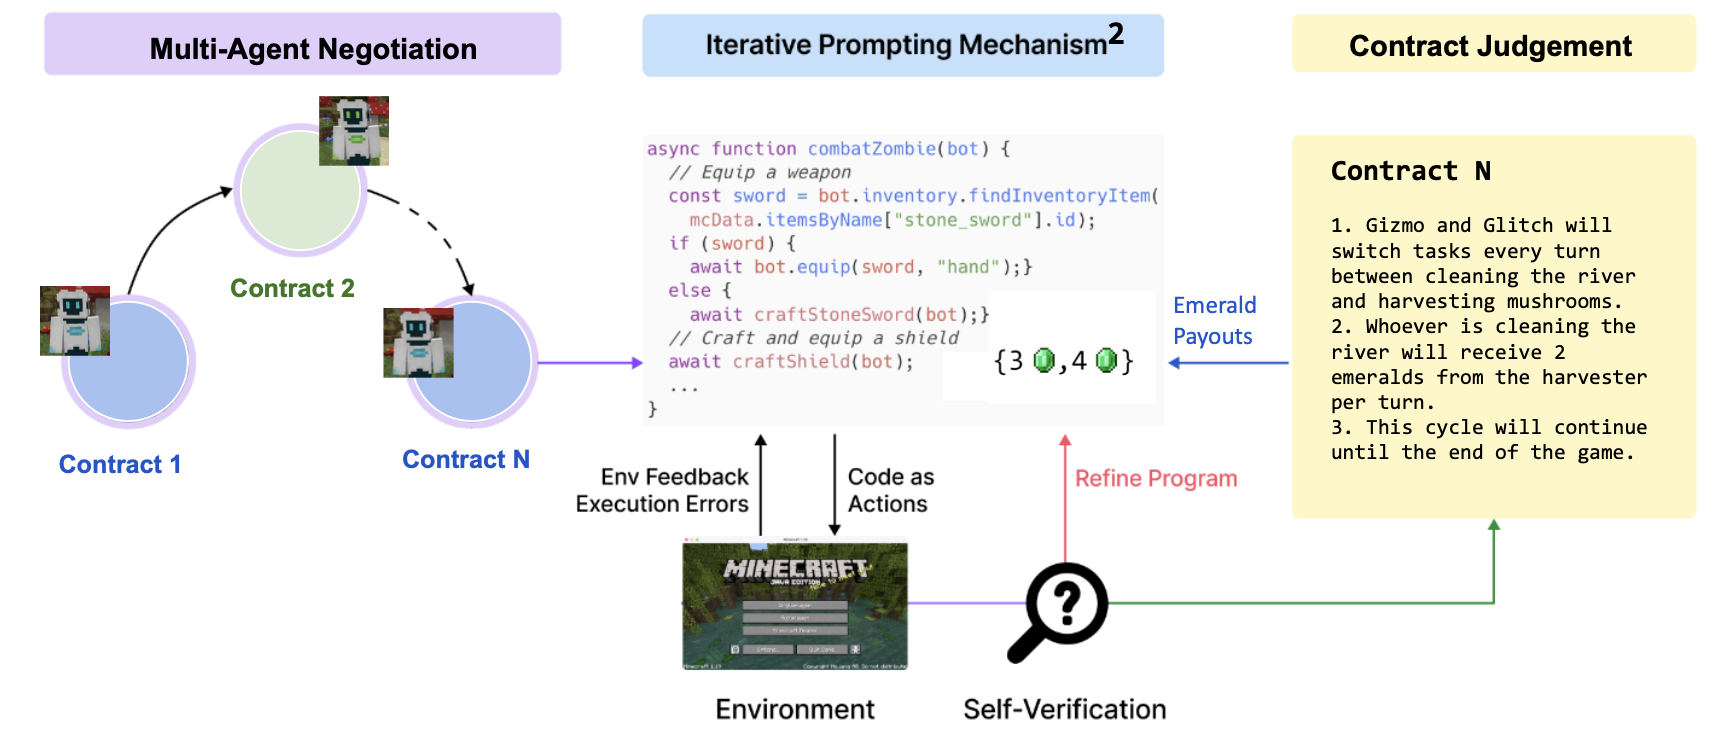 Multi-Agent Negotiation
Iterative Prompting Mechanism2
Contract Judgement
Contract 1
Contract 2
Contract N
async function combatZombie(bot) {
// Equip a weapon
const sword = bot.inventory.findInventoryItem(
mcData.itemsByName["stone_sword"].id);
if (sword) {
await bot.equip(sword, "hand");}
else {
await craftStoneSword(bot);}
// Craft and equip a shield
await craftShield(bot);
...
}
{3 ,4 }
Emerald
Payouts
Contract N
1. Gizmo and Glitch will
switch tasks every turn
between cleaning the river
and harvesting mushrooms.
2. Whoever is cleaning the
river will receive 2
emeralds from the harvester
per turn.
3. This cycle will continue
until the end of the game.
Env Feedback
Execution Errors
Code as
Actions
Refine Program
MINECRAFT
JAVA EDITION
?
Environment
Self-Verification